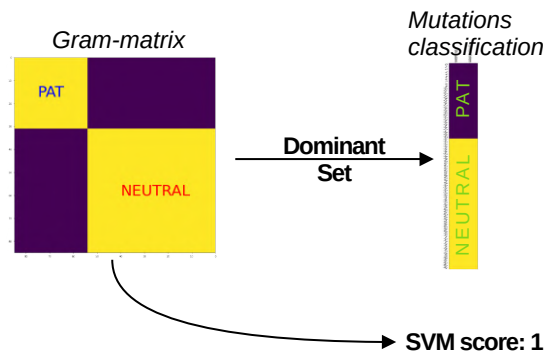 Gram-matrix
Mutations
classification
PAT
NEUTRAL
Dominant
Set
PAT
NEUTRAL
SVM score: 1